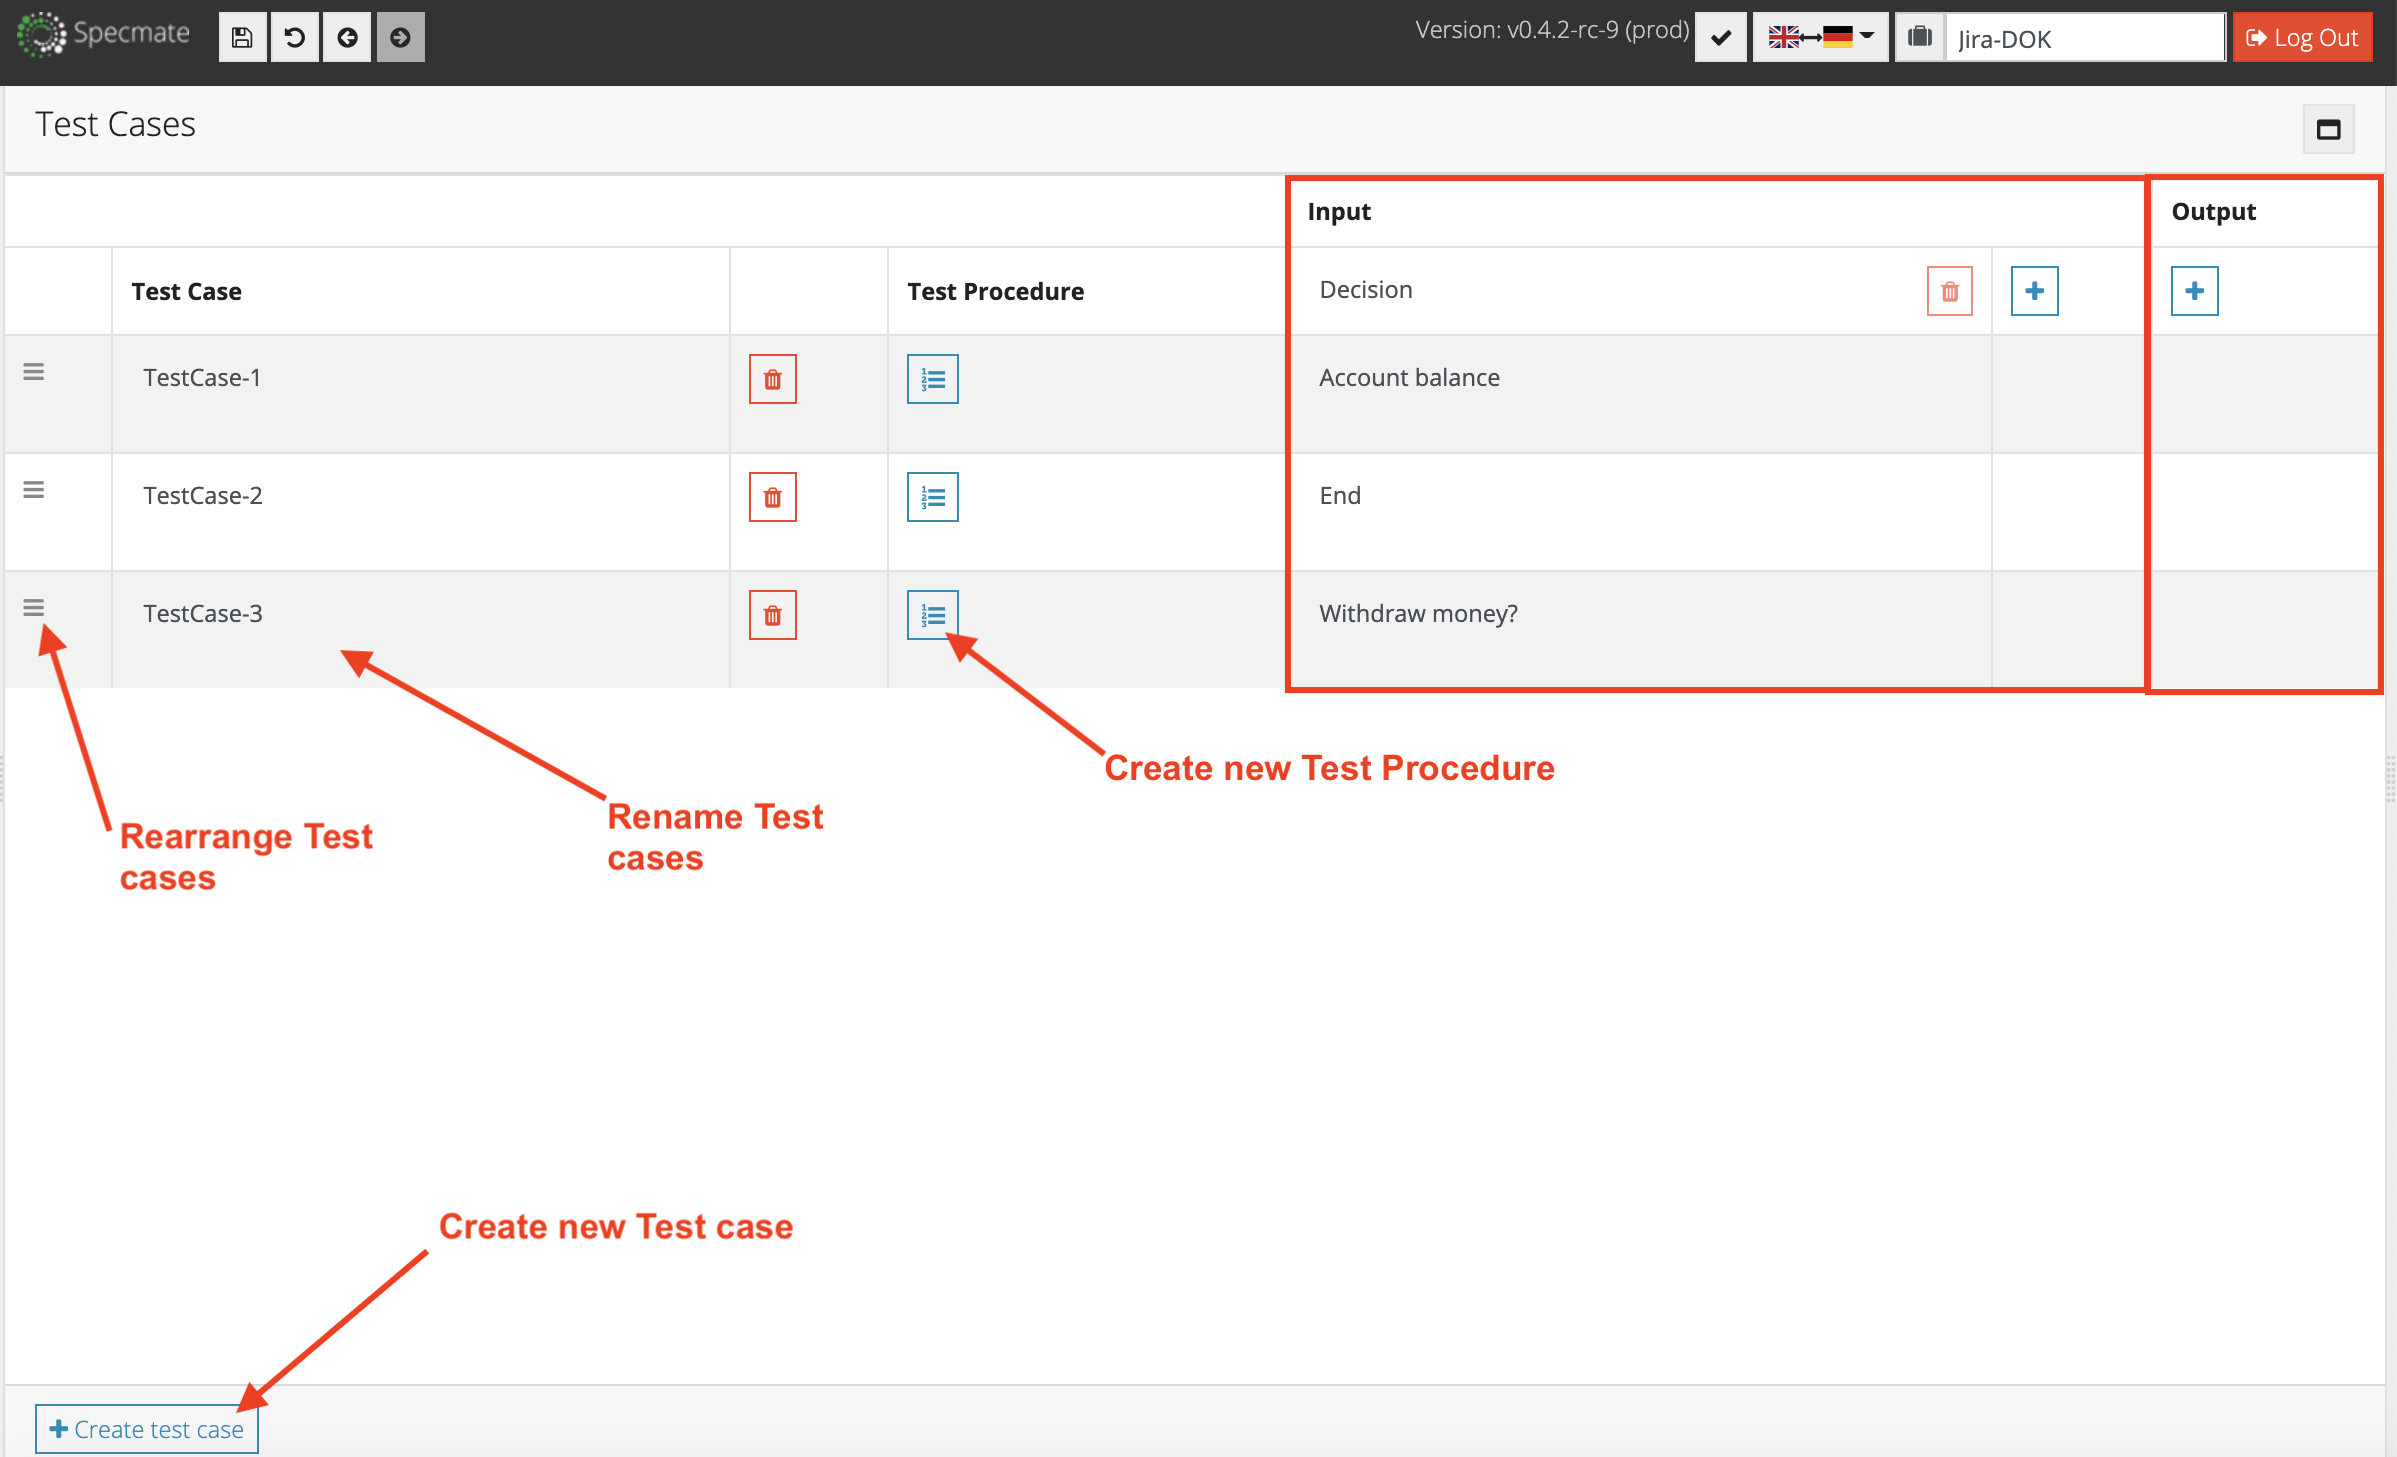 Specmate
Version: v0.4.2-rc-9 (prod)
Jira-DOK
Log Out
Test Cases
Input
Output
Test Case
Test Procedure
Decision
TestCase-1
Account balance
TestCase-2
End
TestCase-3
Withdraw money?
Create new Test Procedure
Rename Test
cases
Rearrange Test
cases
Create new Test case
Create test case